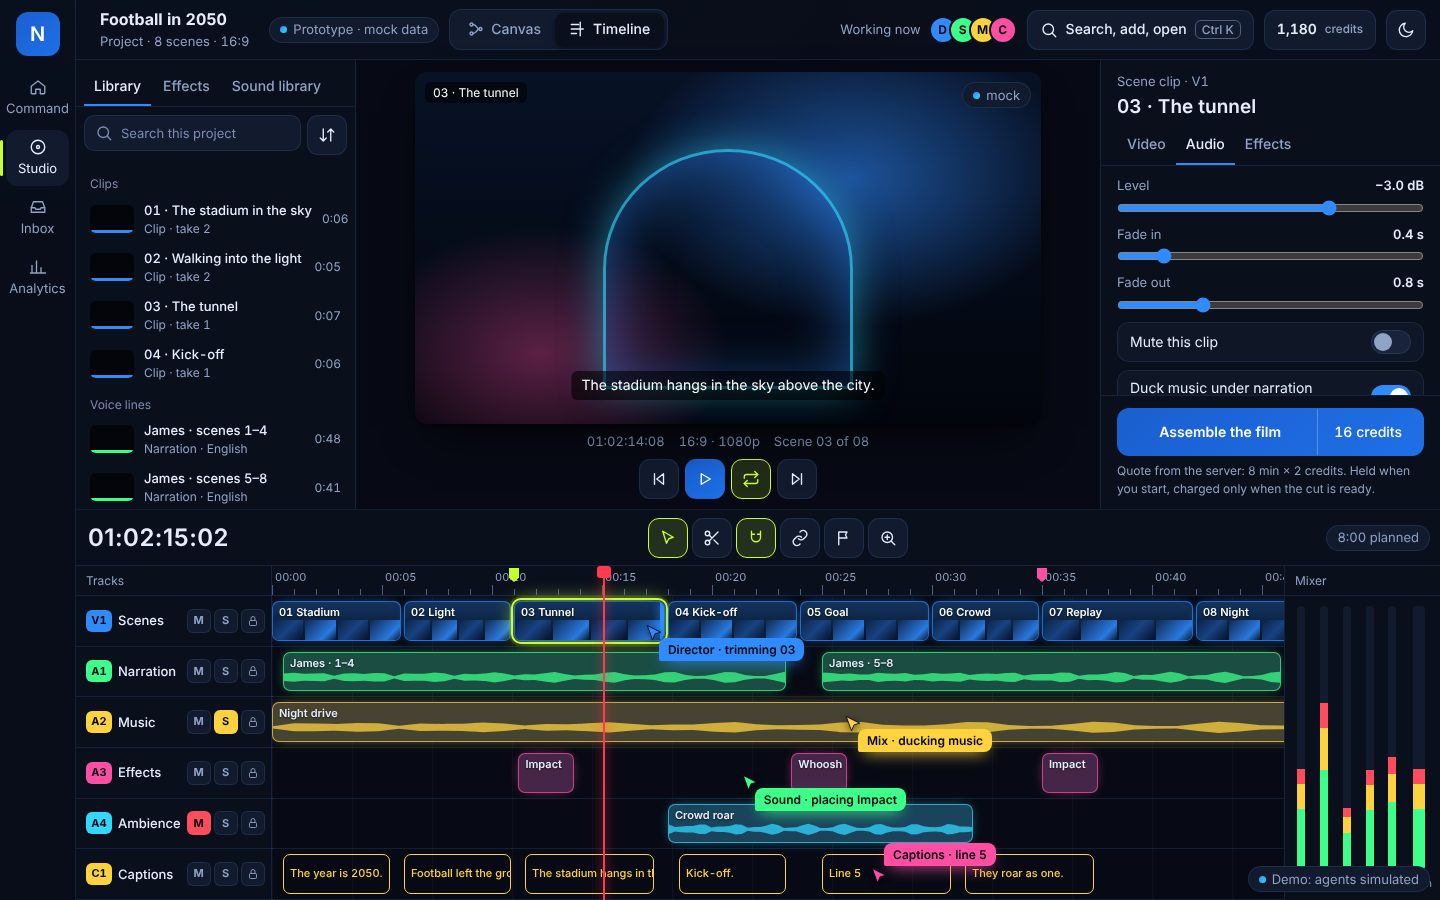 N
Football in 2050
Project · 8 scenes · 16:9
Prototype · mock data
Canvas
Timeline
Working now
D
S
M
C
Search, add, open
Ctrl K
1,180 credits
Command
Studio
Inbox
Analytics
Library
Effects
Sound library
Search this project
Clips
01 · The stadium in the sky
0:06
Clip · take 2
02 · Walking into the light
0:05
Clip · take 2
03 · The tunnel
0:07
Clip · take 1
04 · Kick-off
0:06
Clip · take 1
Voice lines
James · scenes 1–4
0:48
Narration · English
James · scenes 5–8
0:41
Narration · English
03 · The tunnel
mock
The stadium hangs in the sky above the city.
01:02:14:08
16:9 · 1080p
Scene 03 of 08
Scene clip · V1
03 · The tunnel
Video
Audio
Effects
Level
−3.0 dB
Fade in
0.4 s
Fade out
0.8 s
Mute this clip
Duck music under narration
Assemble the film
16 credits
Quote from the server: 8 min × 2 credits. Held when
you start, charged only when the cut is ready.
01:02:15:02
8:00 planned
Tracks
00:00
00:05
00:15
00:20
00:25
00:30
00:35
00:40
Mixer
V1 Scenes M S
01 Stadium
02 Light
03 Tunnel
04 Kick-off
05 Goal
06 Crowd
07 Replay
08 Night
Director · trimming 03
A1 Narration M S
James · 1–4
James · 5–8
A2 Music M S
Night drive
Mix · ducking music
A3 Effects M S
Impact
Whoosh
Impact
Sound · placing Impact
A4 Ambience M S
Crowd roar
Captions · line 5
C1 Captions M S
The year is 2050.
Football left the
The stadium hangs in
Kick-off.
Line 5
They roar as one.
Demo: agents simulated